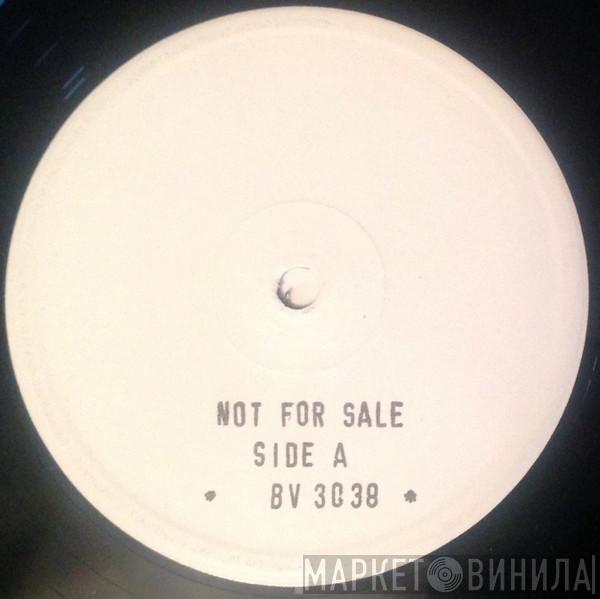 NOT FOR SALE
SIDE A
* BV 3038 *
МАРКЕТ ВИНИЛА